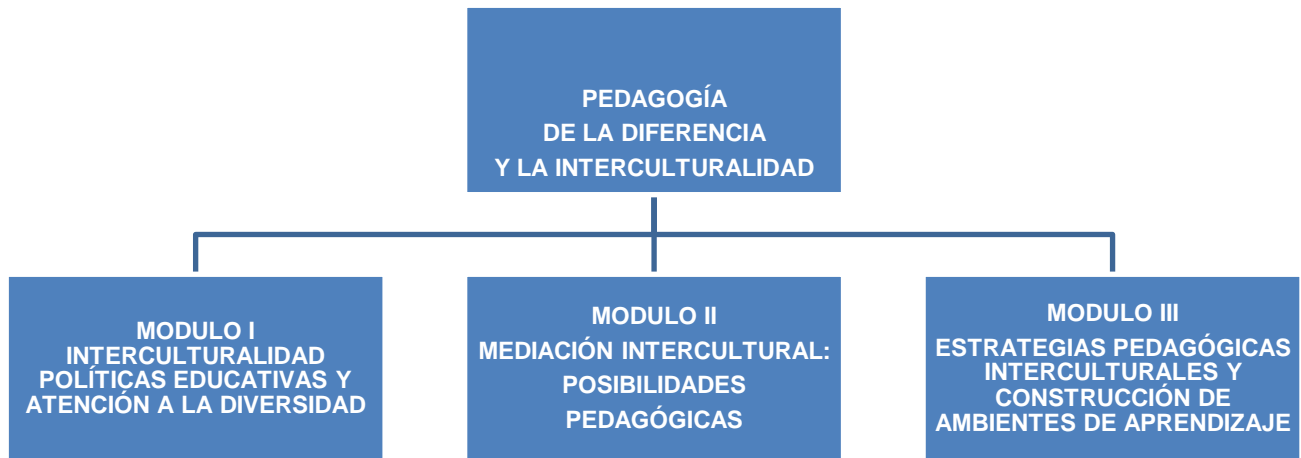 PEDAGOGÍA
DE LA DIFERENCIA
Y LA INTERCULTURALIDAD
MODULO I
INTERCULTURALIDAD
POLÍTICAS EDUCATIVAS Y
ATENCIÓN A LA DIVERSIDAD
MODULO II
MEDIACIÓN INTERCULTURAL:
POSIBILIDADES
PEDAGÓGICAS
MODULO III
ESTRATEGIAS PEDAGÓGICAS
INTERCULTURALES Y
CONSTRUCCIÓN DE
AMBIENTES DE APRENDIZAJE